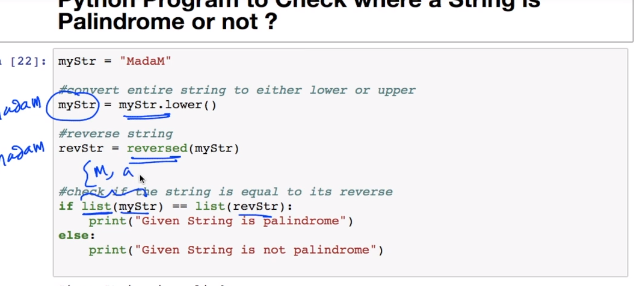 Python Program to Check where a String is
Palindrome or not ?
[22]: myStr = "MadaM"
#convert entire string to either lower or upper
adaM myStr = myStr.lower()
#reverse string
adaM revStr = reversed(myStr)
{M, a
#check if the string is equal to its reverse
if list(myStr) == list(revStr):
print("Given String is palindrome")
else:
print("Given String is not palindrome")